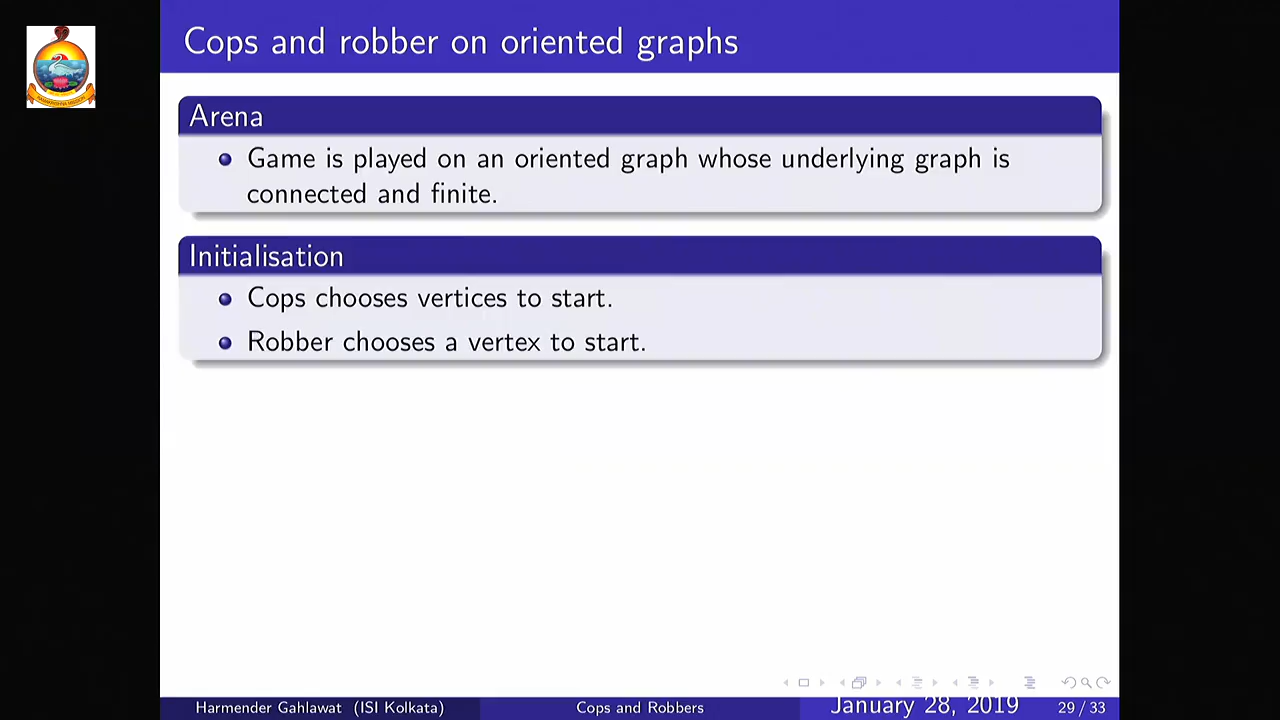 Cops and robber on oriented graphs
Arena
Game is played on an oriented graph whose underlying graph is
connected and finite.
Initialisation
Cops chooses vertices to start.
Robber chooses a vertex to start.
Harmender Gahlawat (ISI Kolkata)
Cops and Robbers
January 28, 2019
29 / 33